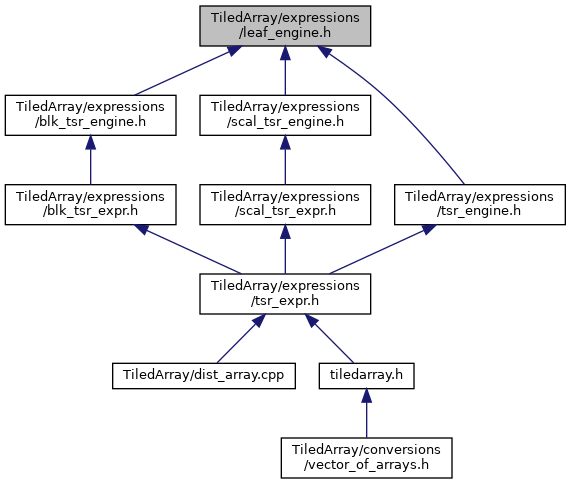 TiledArray/expressions
/leaf_engine.h
TiledArray/expressions
/blk_tsr_engine.h
TiledArray/expressions
/scal_tsr_engine.h
TiledArray/expressions
/blk_tsr_expr.h
TiledArray/expressions
/scal_tsr_expr.h
TiledArray/expressions
/tsr_engine.h
TiledArray/expressions
/tsr_expr.h
TiledArray/dist_array.cpp
tiledarray.h
TiledArray/conversions
/vector_of_arrays.h